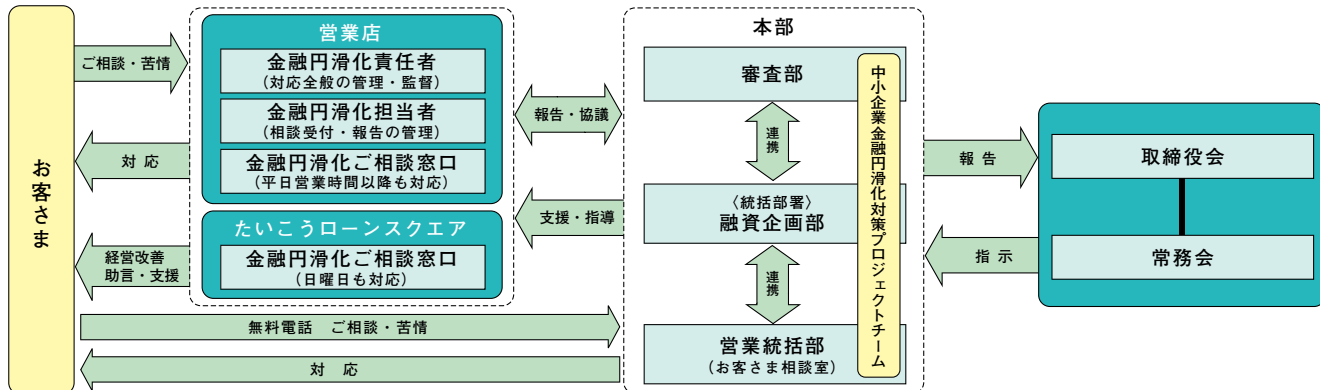 お客さま
ご相談・苦情
対応
経営改善
助言・支援
営業店
金融円滑化責任者
(対応全般の管理・監督)
金融円滑化担当者
(相談受付・報告の管理)
金融円滑化ご相談窓口
(平日営業時間以降も対応)
たいこうローンスクエア
金融円滑化ご相談窓口
(日曜日も対応)
無料電話　ご相談・苦情
対　応
報告・協議
支援・指導
本部
審査部
連携
〈統括部署〉
融資企画部
連携
営業統括部
(お客さま相談室)
中小企業金融円滑化対策プロジェクトチーム
報 告
指 示
取締役会
常務会